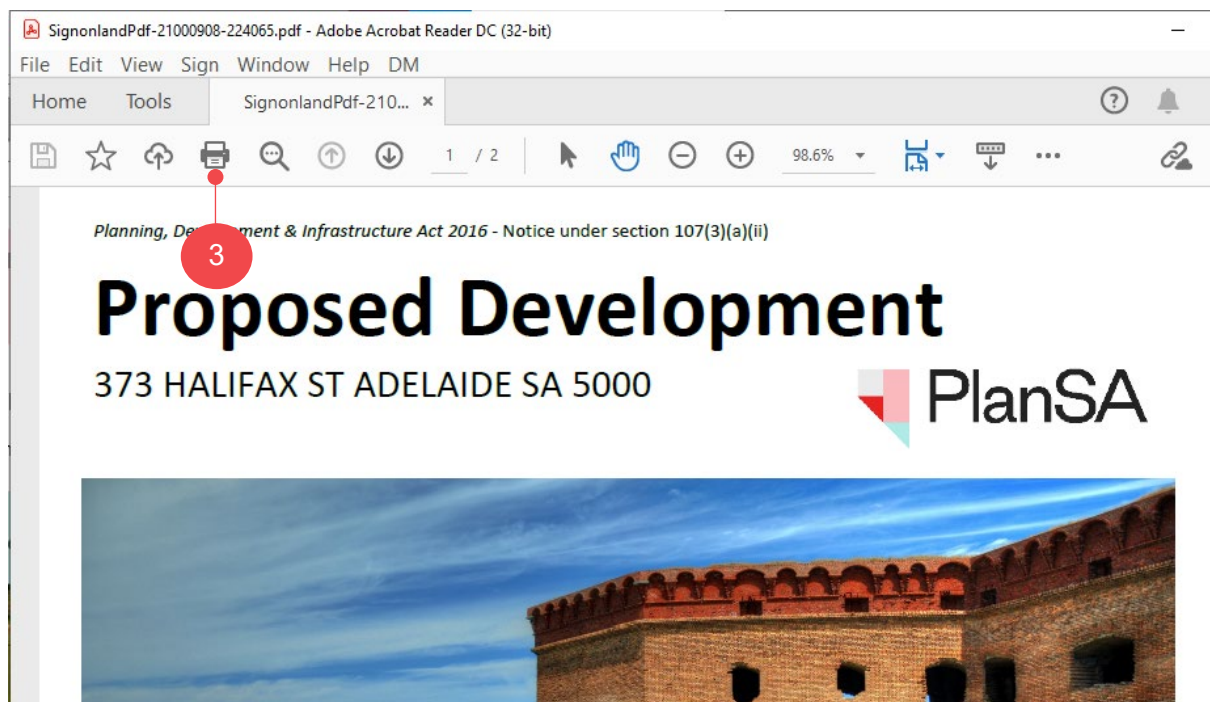 SignonlandPdf-21000908-224065.pdf - Adobe Acrobat Reader DC (32-bit)
File Edit View Sign Window Help DM
Home Tools SignonlandPdf-210... ×
1 / 2 98.6%
Planning, De ment & Infrastructure Act 2016 - Notice under section 107(3)(a)(ii)
3
Proposed Development
373 HALIFAX ST ADELAIDE SA 5000
PlanSA